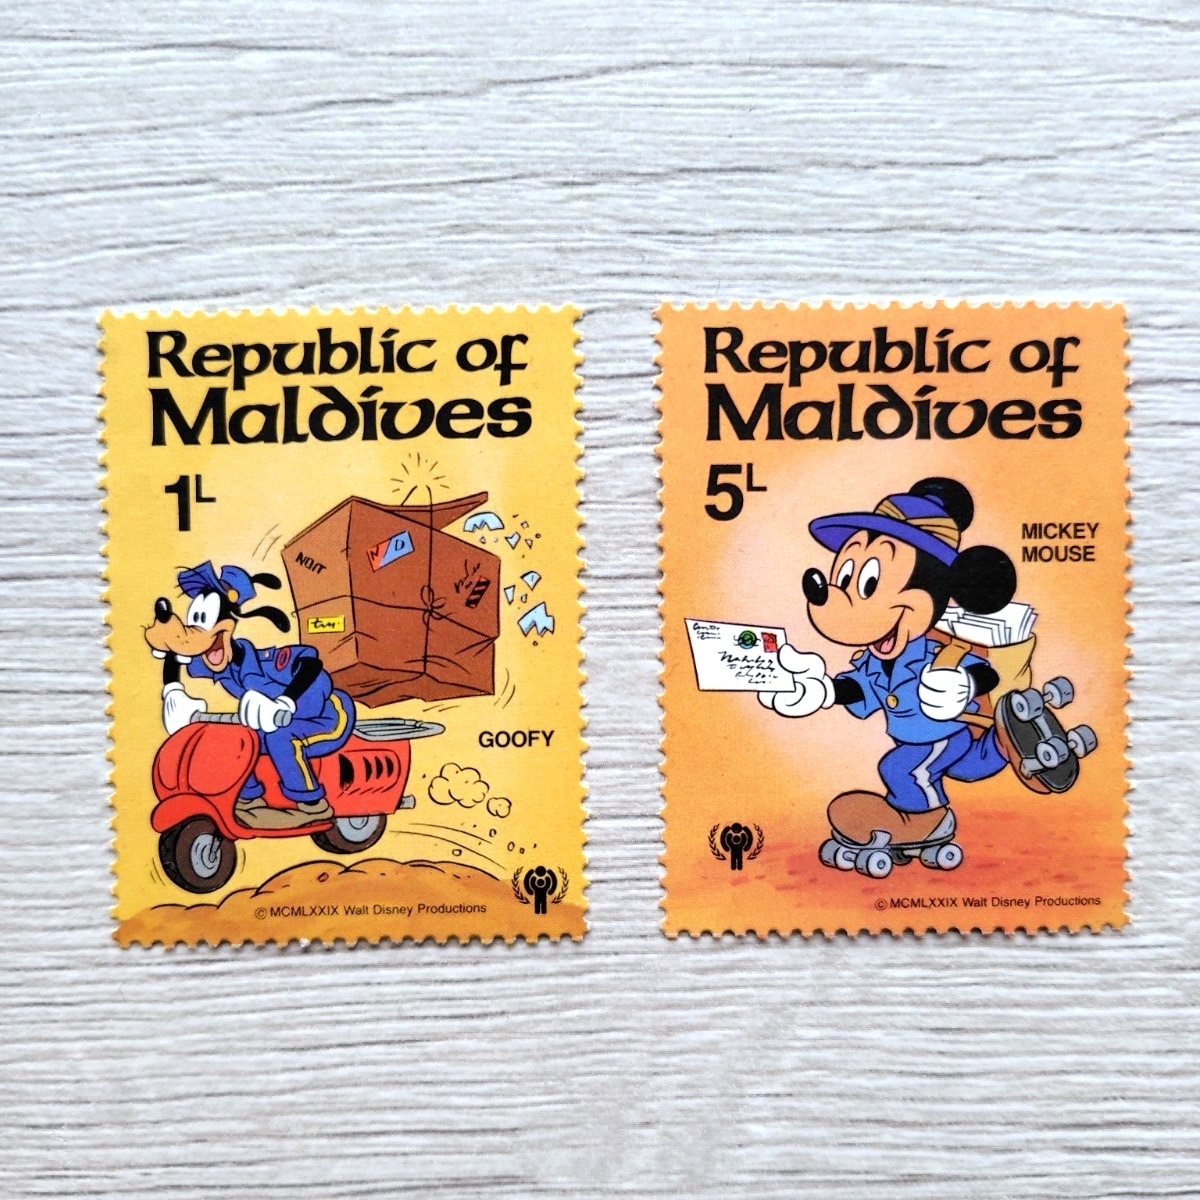 Republic of
Maldives
1L
NOIT
GOOFY
© MCMLXXIX Walt Disney Productions
Republic of
Maldives
5L
MICKEY
MOUSE
© MCMLXXIX Walt Disney Productions